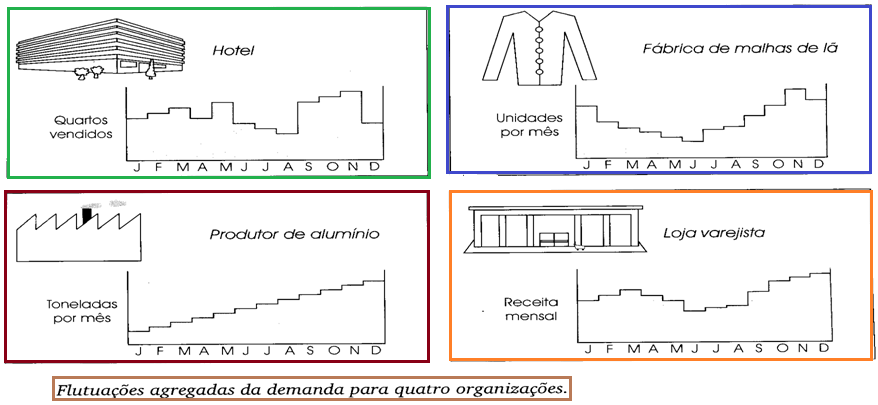 Hotel
Quartos
vendidos
J F M A M J J A S O N D
Fábrica de malhas de lã
Unidades
por mês
J F M A M J J A S O N D
Produtor de alumínio
Toneladas
por mês
J F M A M J J A S O N D
Loja varejista
Receita
mensal
J F M A M J J A S O N D
Flutuações agregadas da demanda para quatro organizações.